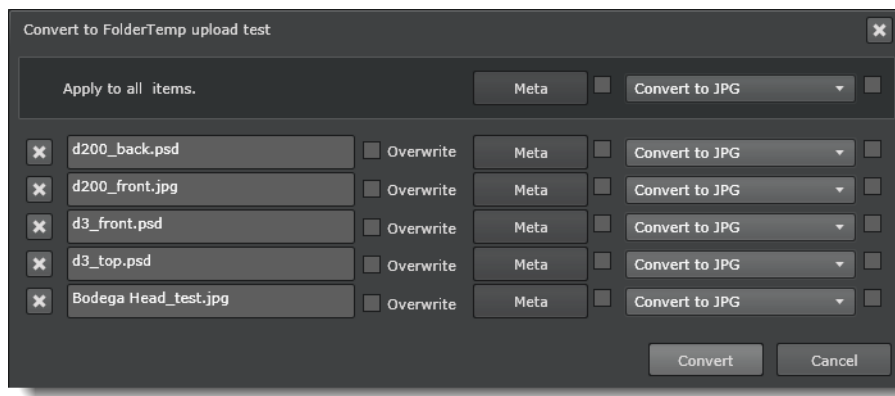 Convert to FolderTemp upload test
Apply to all items. Meta Convert to JPG
d200_back.psd Overwrite Meta Convert to JPG
d200_front.jpg Overwrite Meta Convert to JPG
d3_front.psd Overwrite Meta Convert to JPG
d3_top.psd Overwrite Meta Convert to JPG
Bodega Head_test.jpg Overwrite Meta Convert to JPG
Convert Cancel